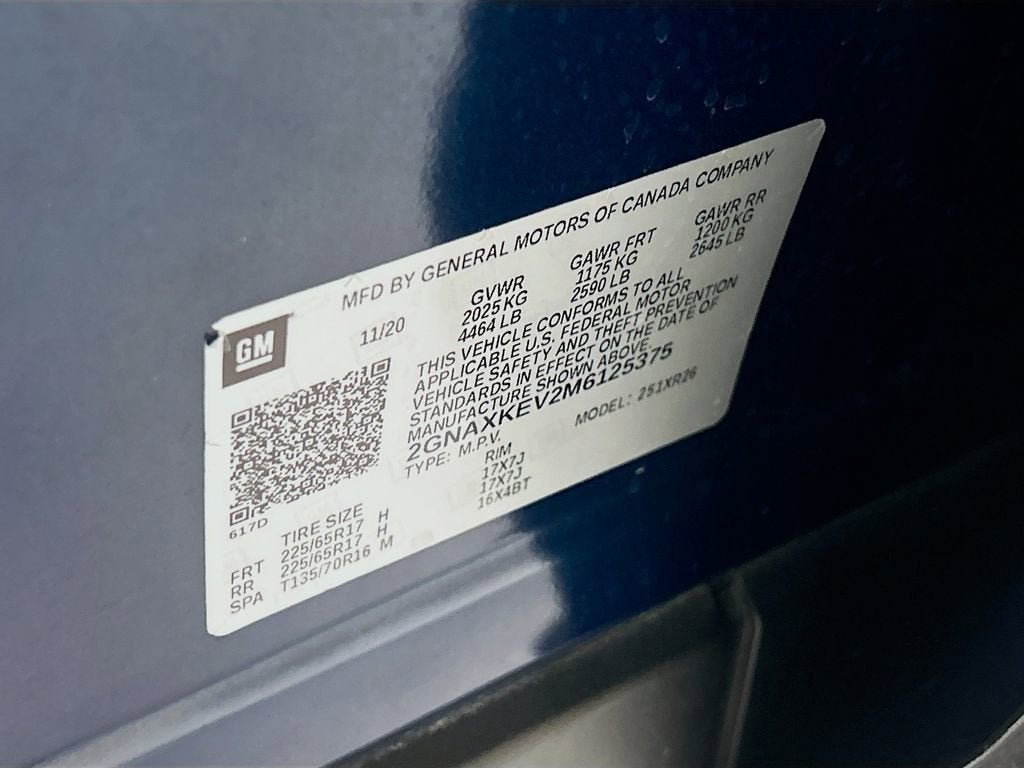 MFD BY GENERAL MOTORS OF CANADA COMPANY
GM
11/20
GVWR GAWR FRT GAWR RR
2025 KG 1175 KG 1200 KG
4464 LB 2590 LB 2645 LB
THIS VEHICLE CONFORMS TO ALL
APPLICABLE U.S. FEDERAL MOTOR
VEHICLE SAFETY AND THEFT PREVENTION
STANDARDS IN EFFECT ON THE DATE OF
MANUFACTURE SHOWN ABOVE.
2GNAXKEV2M6125375
TYPE: M.P.V. MODEL: 251XR26
617D
TIRE SIZE RIM
FRT 225/65R17 H 17X7J
RR 225/65R17 H 17X7J
SPA T135/70R16 M 16X4BT